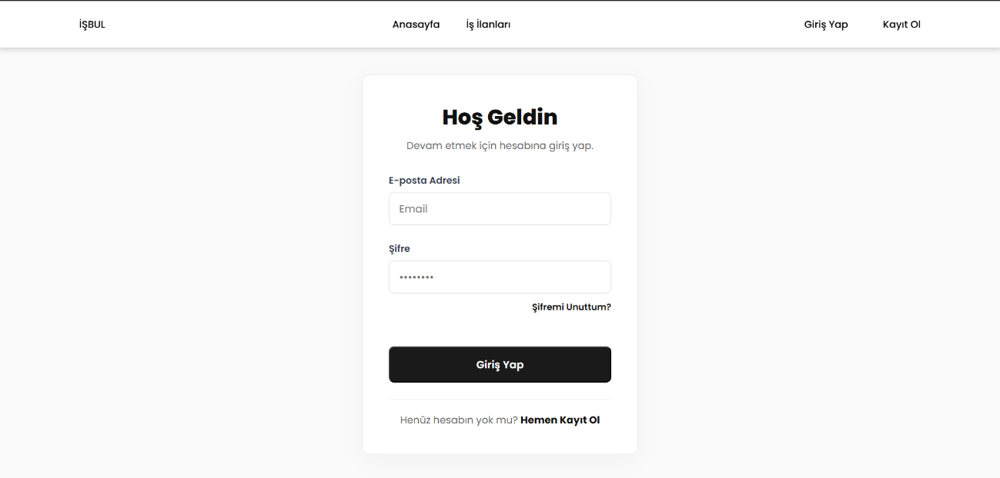 İŞBUL
Anasayfa
İş İlanları
Giriş Yap
Kayıt Ol
Hoş Geldin
Devam etmek için hesabına giriş yap.
E-posta Adresi
Email
Şifre
••••••••
Şifremi Unuttum?
Giriş Yap
Henüz hesabın yok mu? Hemen Kayıt Ol